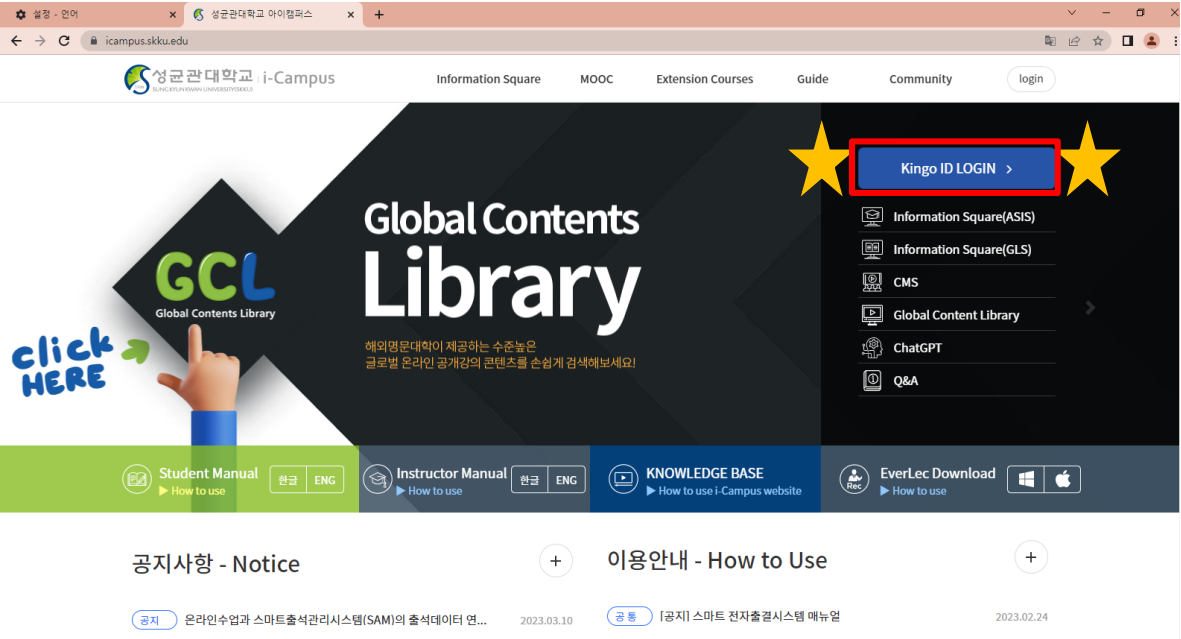 설정 - 언어
성균관대학교 아이캠퍼스
icampus.skku.edu
성균관대학교 i-Campus
SUNGKYUNKWAN UNIVERSITY(SKKU)
Information Square
MOOC
Extension Courses
Guide
Community
login
Kingo ID LOGIN >
Information Square(ASIS)
Information Square(GLS)
CMS
Global Content Library
ChatGPT
Q&A
Global Contents
Library
해외명문대학이 제공하는 수준높은
글로벌 온라인 공개강의 콘텐츠를 손쉽게 검색해보세요!
GCL
Global Contents Library
click
HERE
Student Manual
How to use
한글 ENG
Instructor Manual
How to use
한글 ENG
KNOWLEDGE BASE
How to use i-Campus website
Rec
EverLec Download
How to use
공지사항 - Notice
+
공지 온라인수업과 스마트출석관리시스템(SAM)의 출석데이터 연... 2023.03.10
이용안내 - How to Use
+
공통 [공지] 스마트 전자출결시스템 매뉴얼 2023.02.24